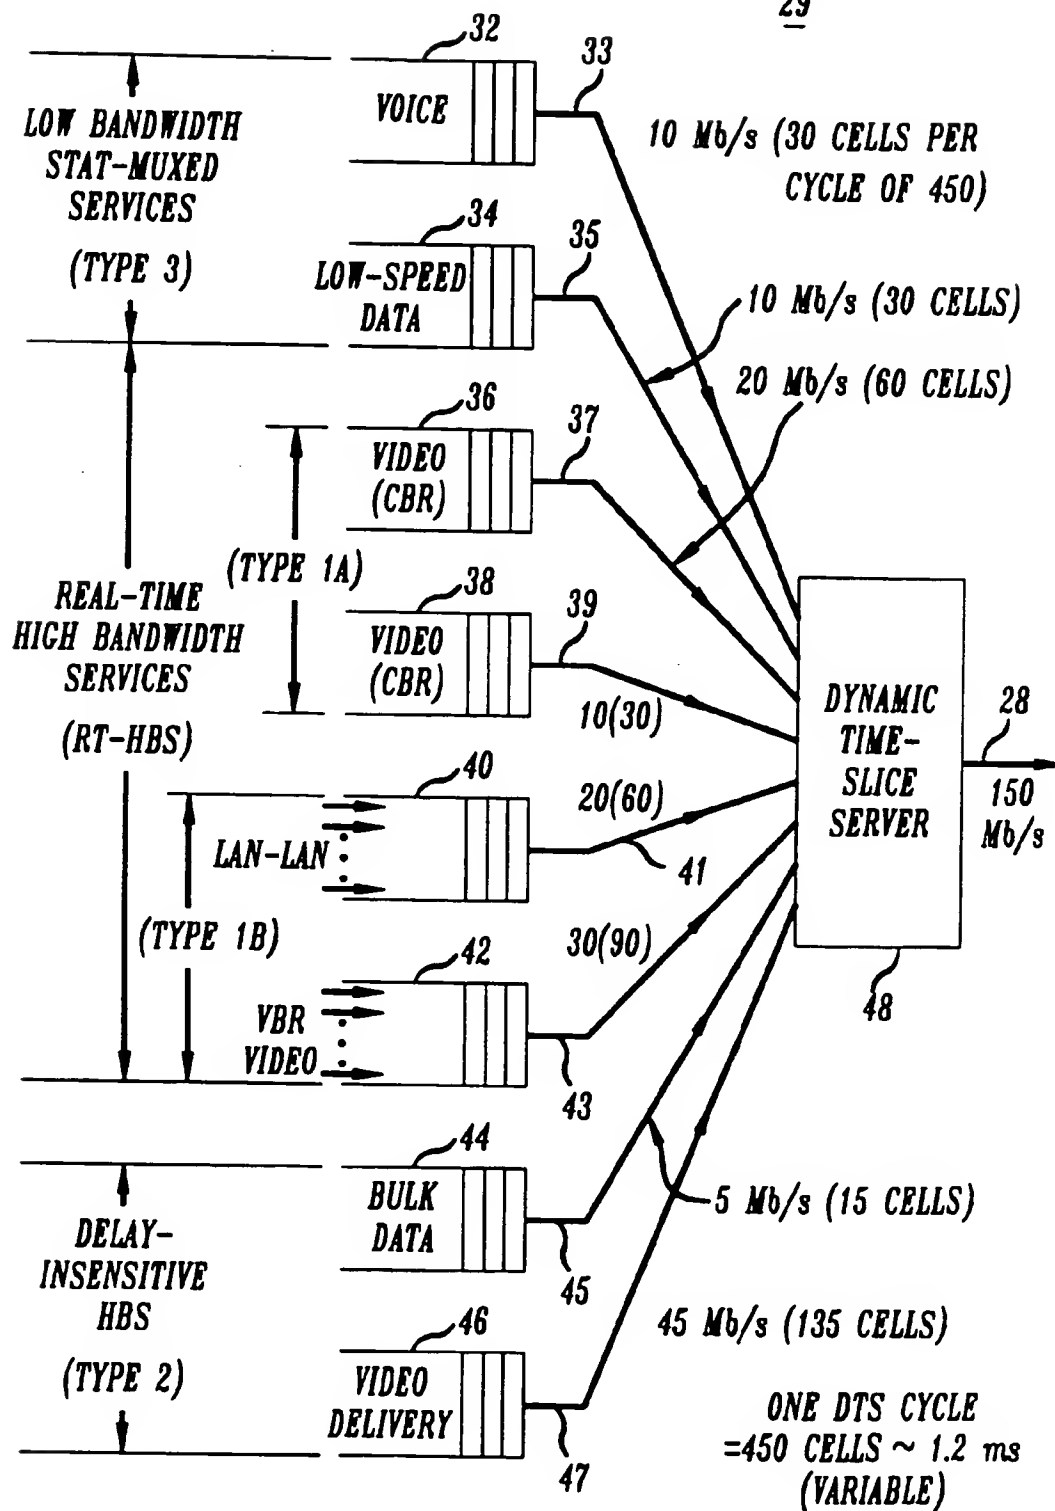 29
32
33
VOICE
LOW BANDWIDTH
STAT-MUXED
SERVICES
(TYPE 3)
10 Mb/s (30 CELLS PER
CYCLE OF 450)
34
35
LOW-SPEED
DATA
10 Mb/s (30 CELLS)
20 Mb/s (60 CELLS)
36
37
VIDEO
(CBR)
(TYPE 1A)
REAL-TIME
HIGH BANDWIDTH
SERVICES
(RT-HBS)
38
39
VIDEO
(CBR)
10(30)
DYNAMIC
TIME-
SLICE
SERVER
28
150
Mb/s
40
20(60)
LAN-LAN
41
(TYPE 1B)
42
30(90)
VBR
VIDEO
43
48
44
BULK
DATA
45
5 Mb/s (15 CELLS)
DELAY-
INSENSITIVE
HBS
(TYPE 2)
46
45 Mb/s (135 CELLS)
VIDEO
DELIVERY
47
ONE DTS CYCLE
=450 CELLS ~ 1.2 ms
(VARIABLE)